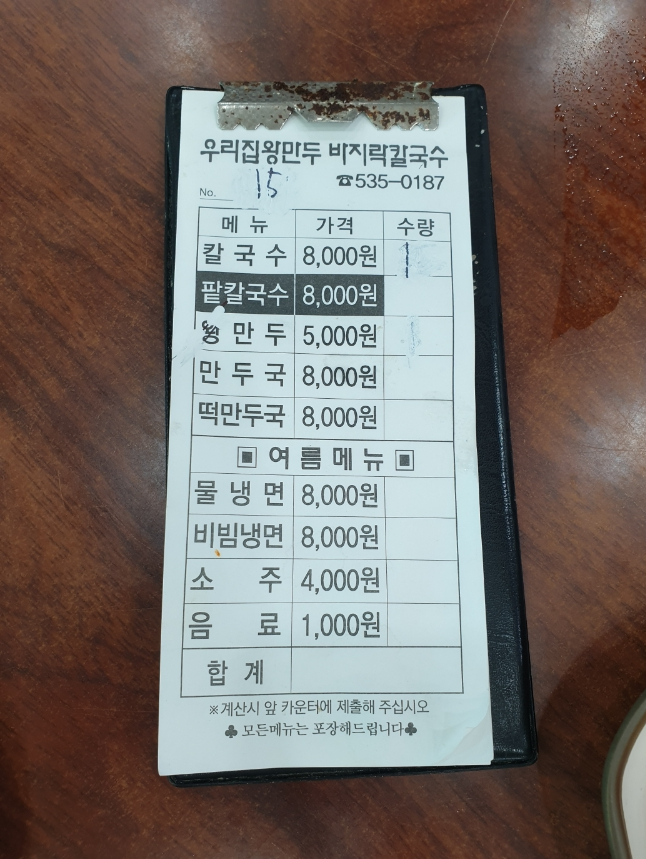 우리집왕만두 바지락칼국수
☎535-0187
No. 15
메 뉴 가 격 수 량
칼 국 수 8,000원 1
팥칼국수 8,000원
왕 만 두 5,000원 1
만 두 국 8,000원
떡만두국 8,000원
▣ 여 름 메 뉴 ▣
물 냉 면 8,000원
비빔냉면 8,000원
소 주 4,000원
음 료 1,000원
합 계
※계산시 앞 카운터에 제출해 주십시오
♣ 모든메뉴는 포장해드립니다♣